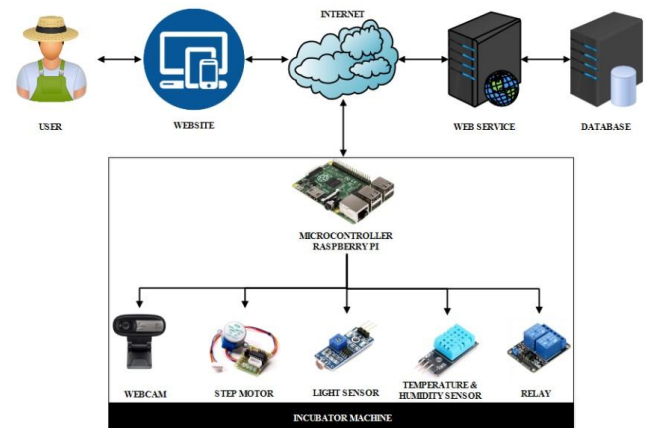 INTERNET
USER
WEBSITE
WEB SERVICE
DATABASE
MICROCONTROLLER
RASPBERRY PI
WEBCAM
STEP MOTOR
LIGHT SENSOR
TEMPERATURE &
HUMIDITY SENSOR
RELAY
INCUBATOR MACHINE